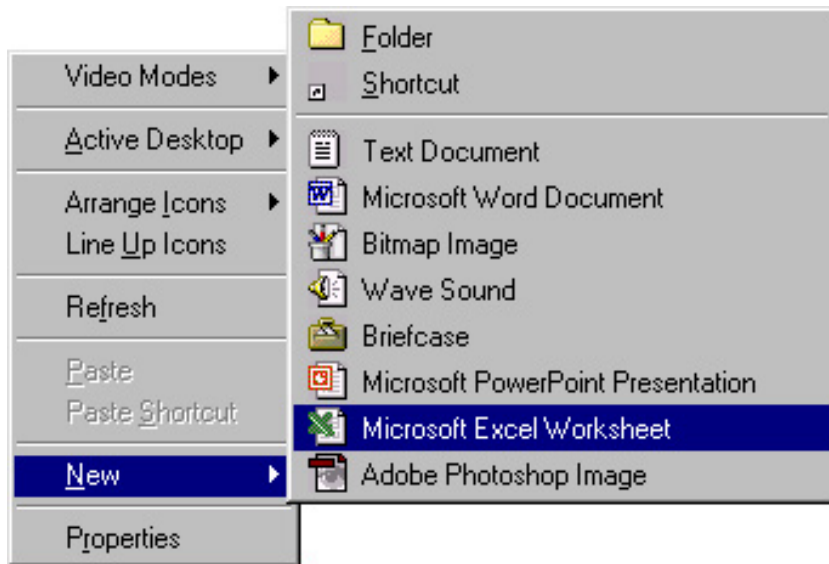 Video Modes
Active Desktop
Arrange Icons
Line Up Icons
Refresh
Paste
Paste Shortcut
New
Properties
Folder
Shortcut
Text Document
Microsoft Word Document
Bitmap Image
Wave Sound
Briefcase
Microsoft PowerPoint Presentation
Microsoft Excel Worksheet
Adobe Photoshop Image